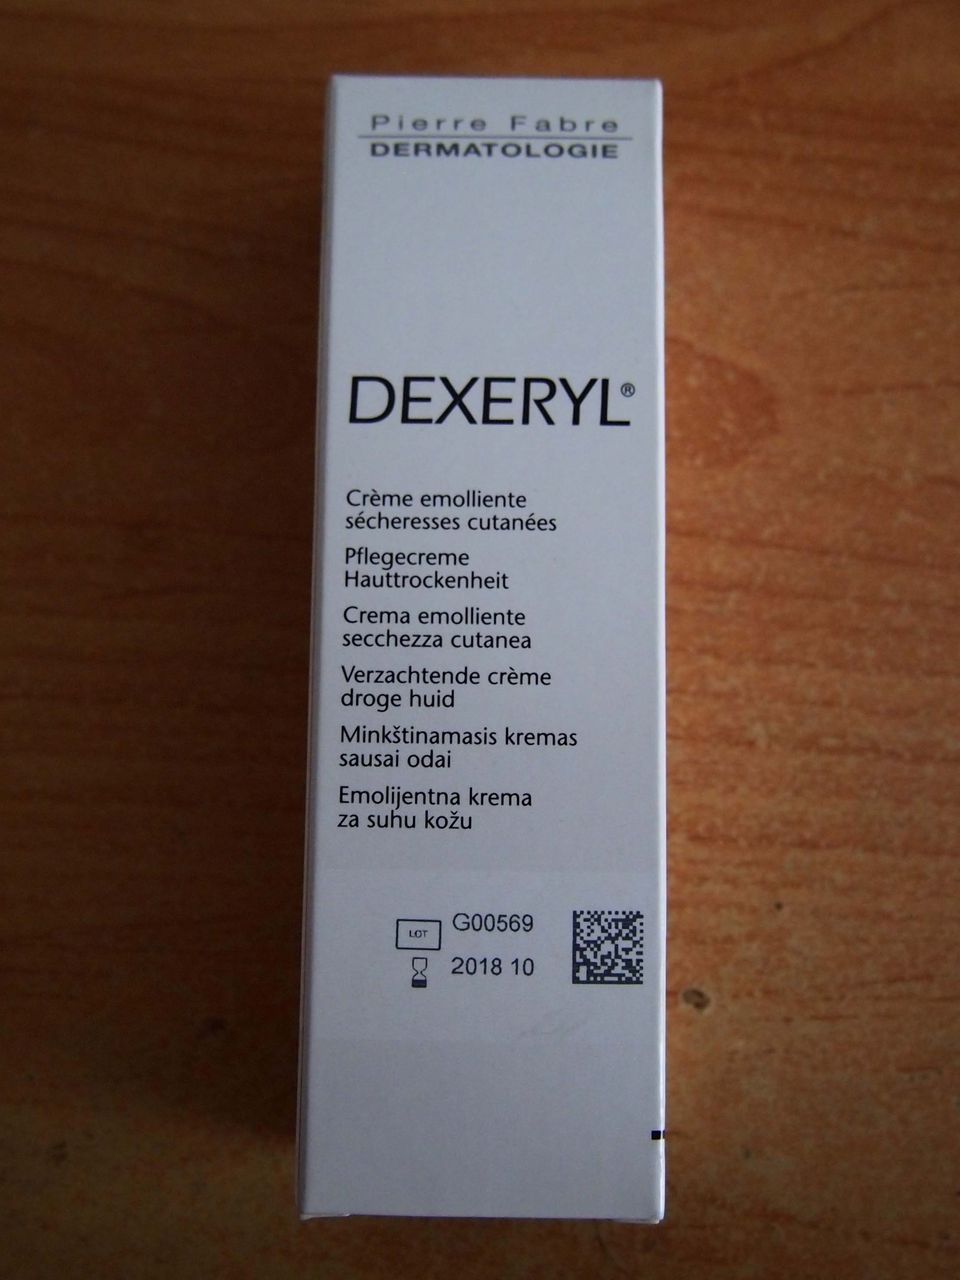 Pierre Fabre
DERMATOLOGIE
DEXERYL®
Crème emolliente
sécheresses cutanées
Pflegecreme
Hauttrockenheit
Crema emolliente
secchezza cutanea
Verzachtende crème
droge huid
Minkštinamasis kremas
sausai odai
Emolijentna krema
za suhu kožu
LOT G00569
2018 10